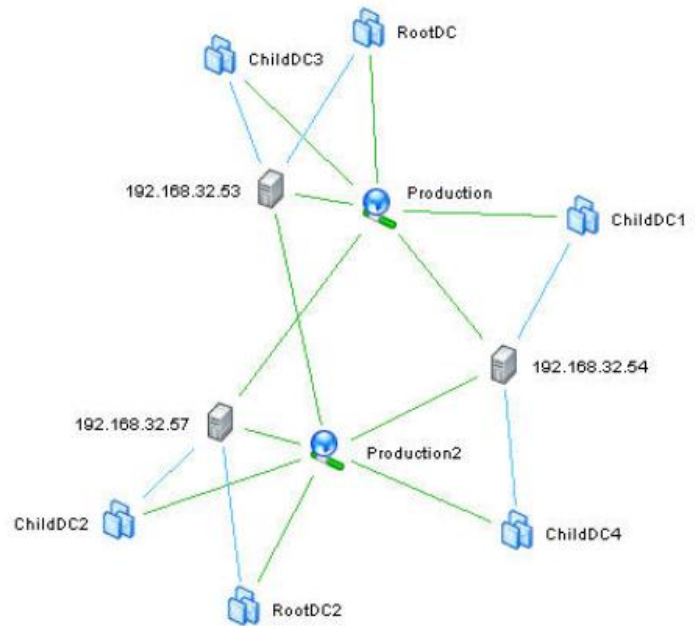 RootDC
ChildDC3
192.168.32.53
Production
ChildDC1
192.168.32.54
192.168.32.57
Production2
ChildDC2
ChildDC4
RootDC2